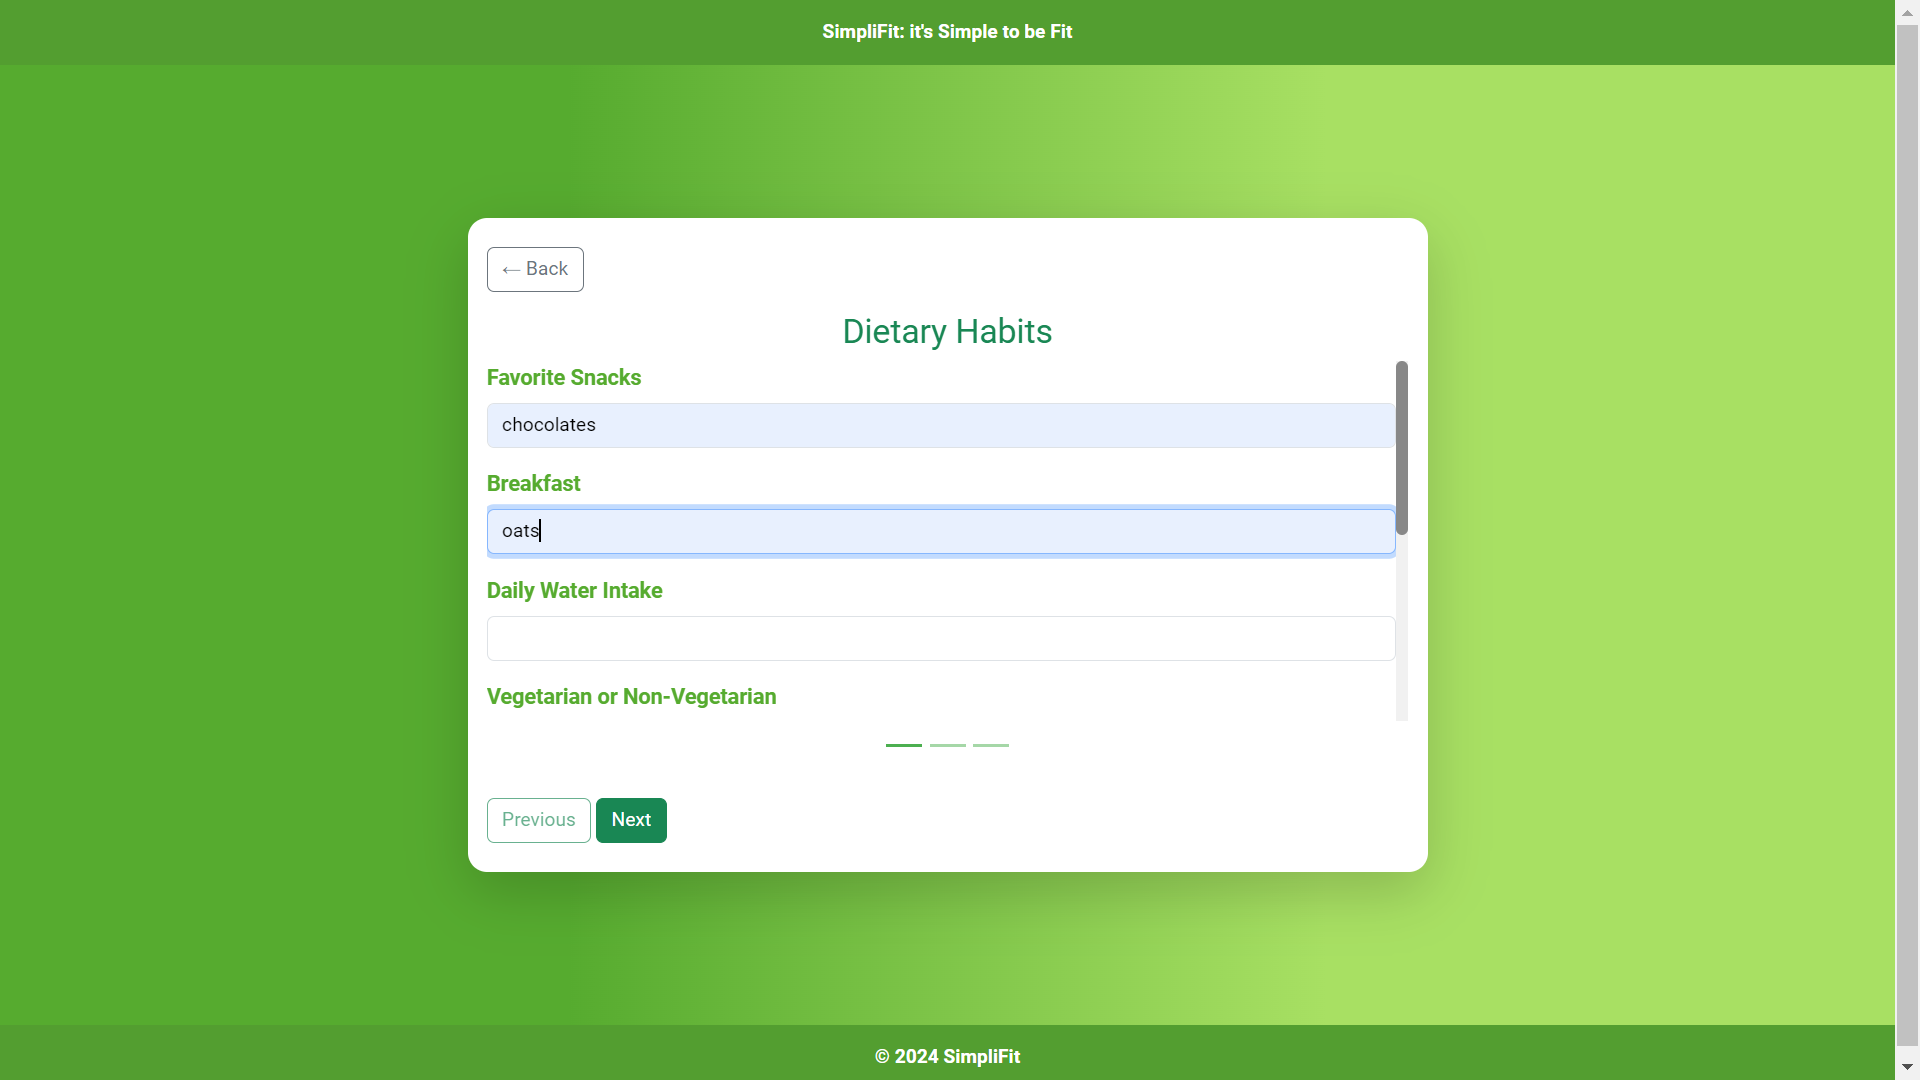 SimpliFit: it's Simple to be Fit
← Back
Dietary Habits
Favorite Snacks
chocolates
Breakfast
oats
Daily Water Intake
Vegetarian or Non-Vegetarian
Previous Next
© 2024 SimpliFit